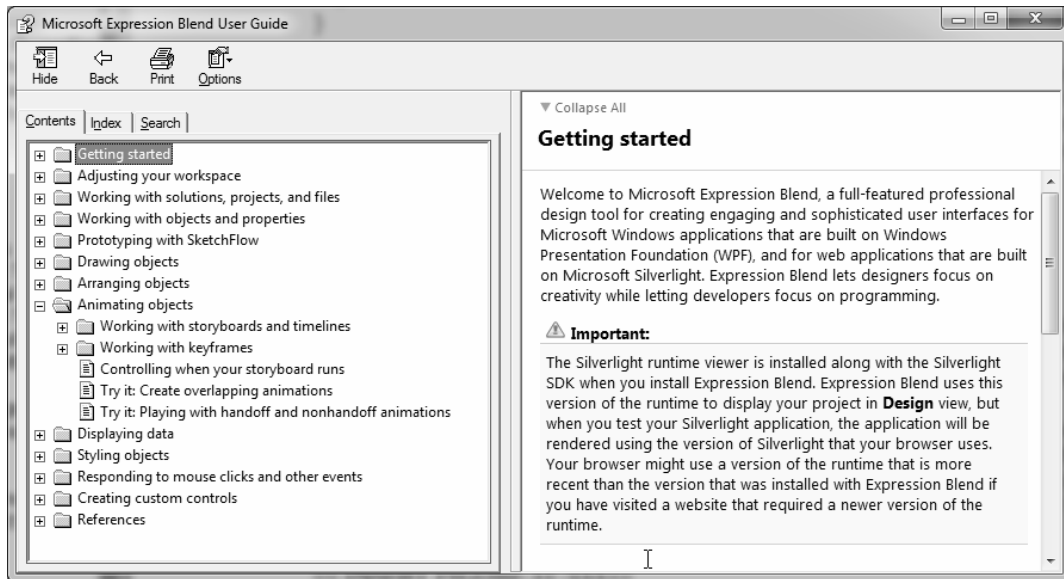 Microsoft Expression Blend User Guide
Hide Back Print Options
Contents Index Search
Getting started
Adjusting your workspace
Working with solutions, projects, and files
Working with objects and properties
Prototyping with SketchFlow
Drawing objects
Arranging objects
Animating objects
Working with storyboards and timelines
Working with keyframes
Controlling when your storyboard runs
Try it: Create overlapping animations
Try it: Playing with handoff and nonhandoff animations
Displaying data
Styling objects
Responding to mouse clicks and other events
Creating custom controls
References
Collapse All
Getting started
Welcome to Microsoft Expression Blend, a full-featured professional
design tool for creating engaging and sophisticated user interfaces for
Microsoft Windows applications that are built on Windows
Presentation Foundation (WPF), and for web applications that are built
on Microsoft Silverlight. Expression Blend lets designers focus on
creativity while letting developers focus on programming.
Important:
The Silverlight runtime viewer is installed along with the Silverlight
SDK when you install Expression Blend. Expression Blend uses this
version of the runtime to display your project in Design view, but
when you test your Silverlight application, the application will be
rendered using the version of Silverlight that your browser uses.
Your browser might use a version of the runtime that is more
recent than the version that was installed with Expression Blend if
you have visited a website that required a newer version of the
runtime.